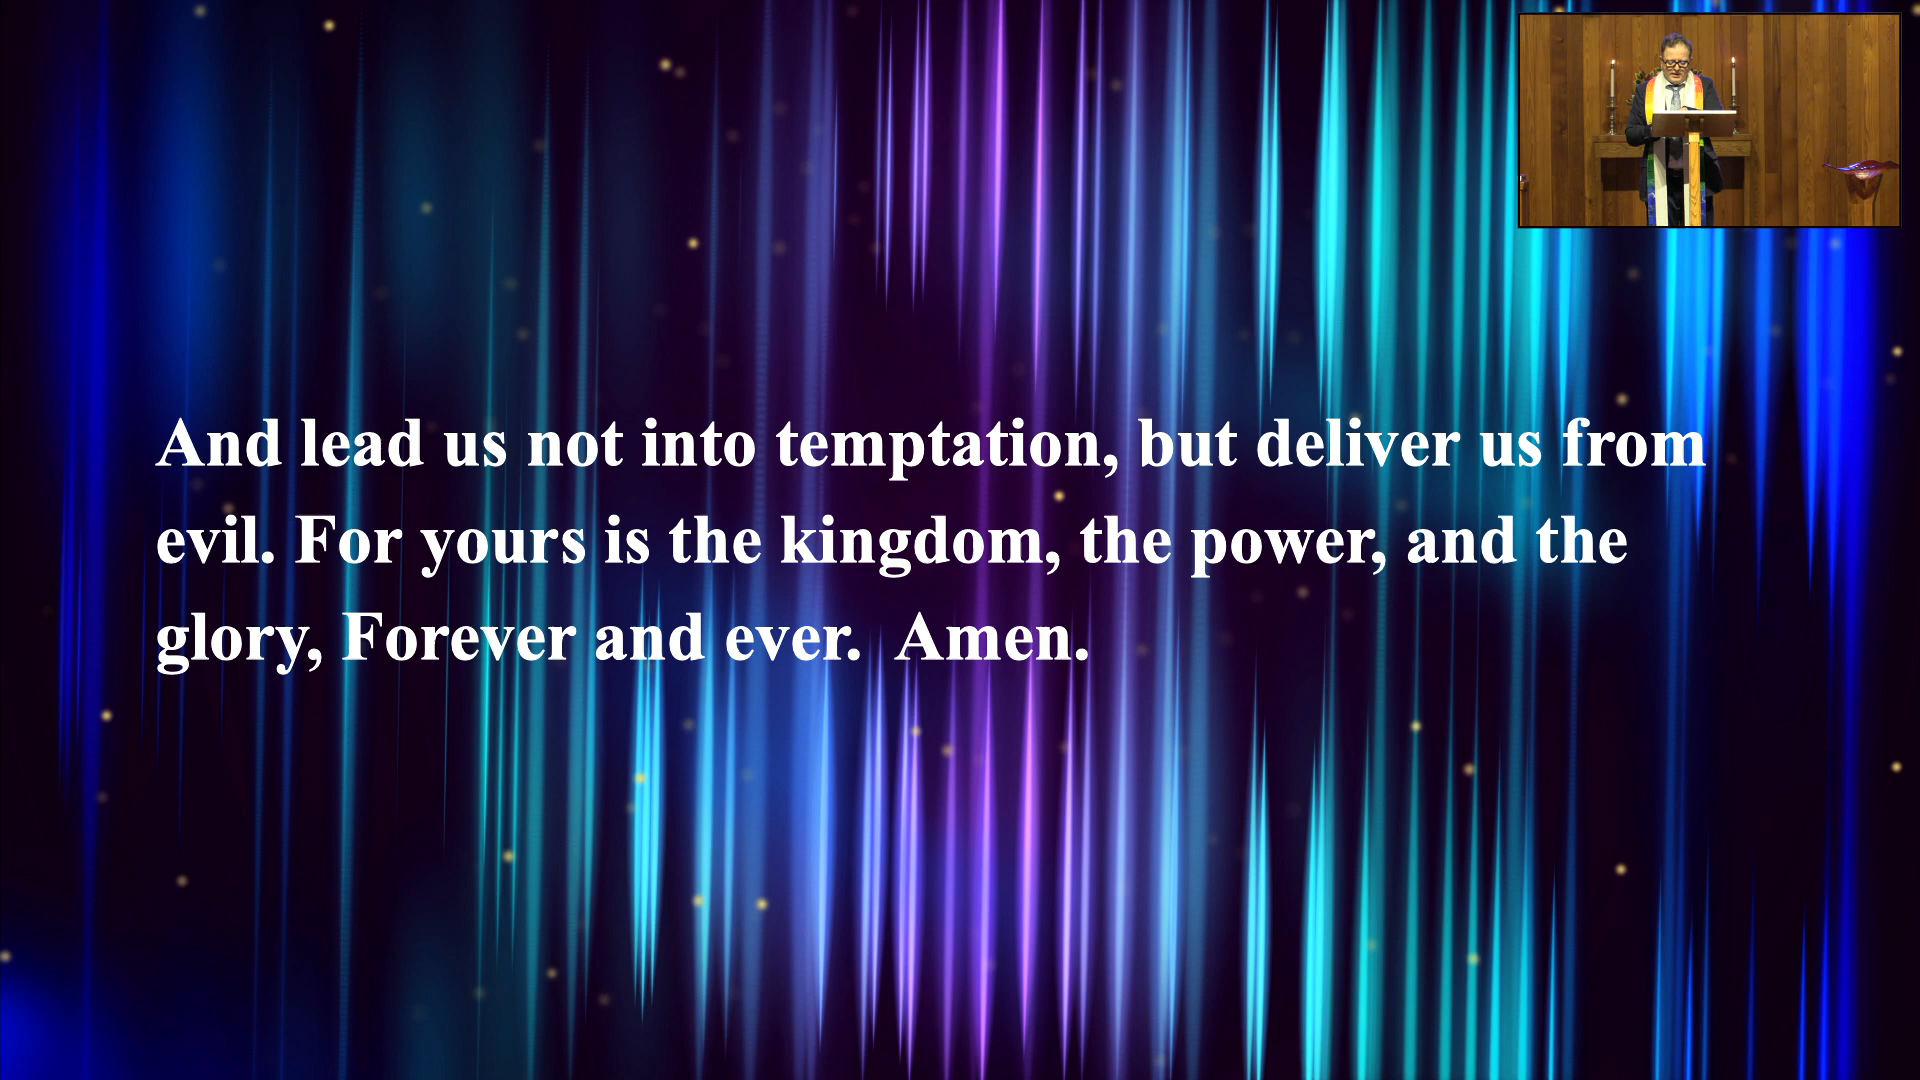 And lead us not into temptation, but deliver us from
evil. For yours is the kingdom, the power, and the
glory, Forever and ever.  Amen.